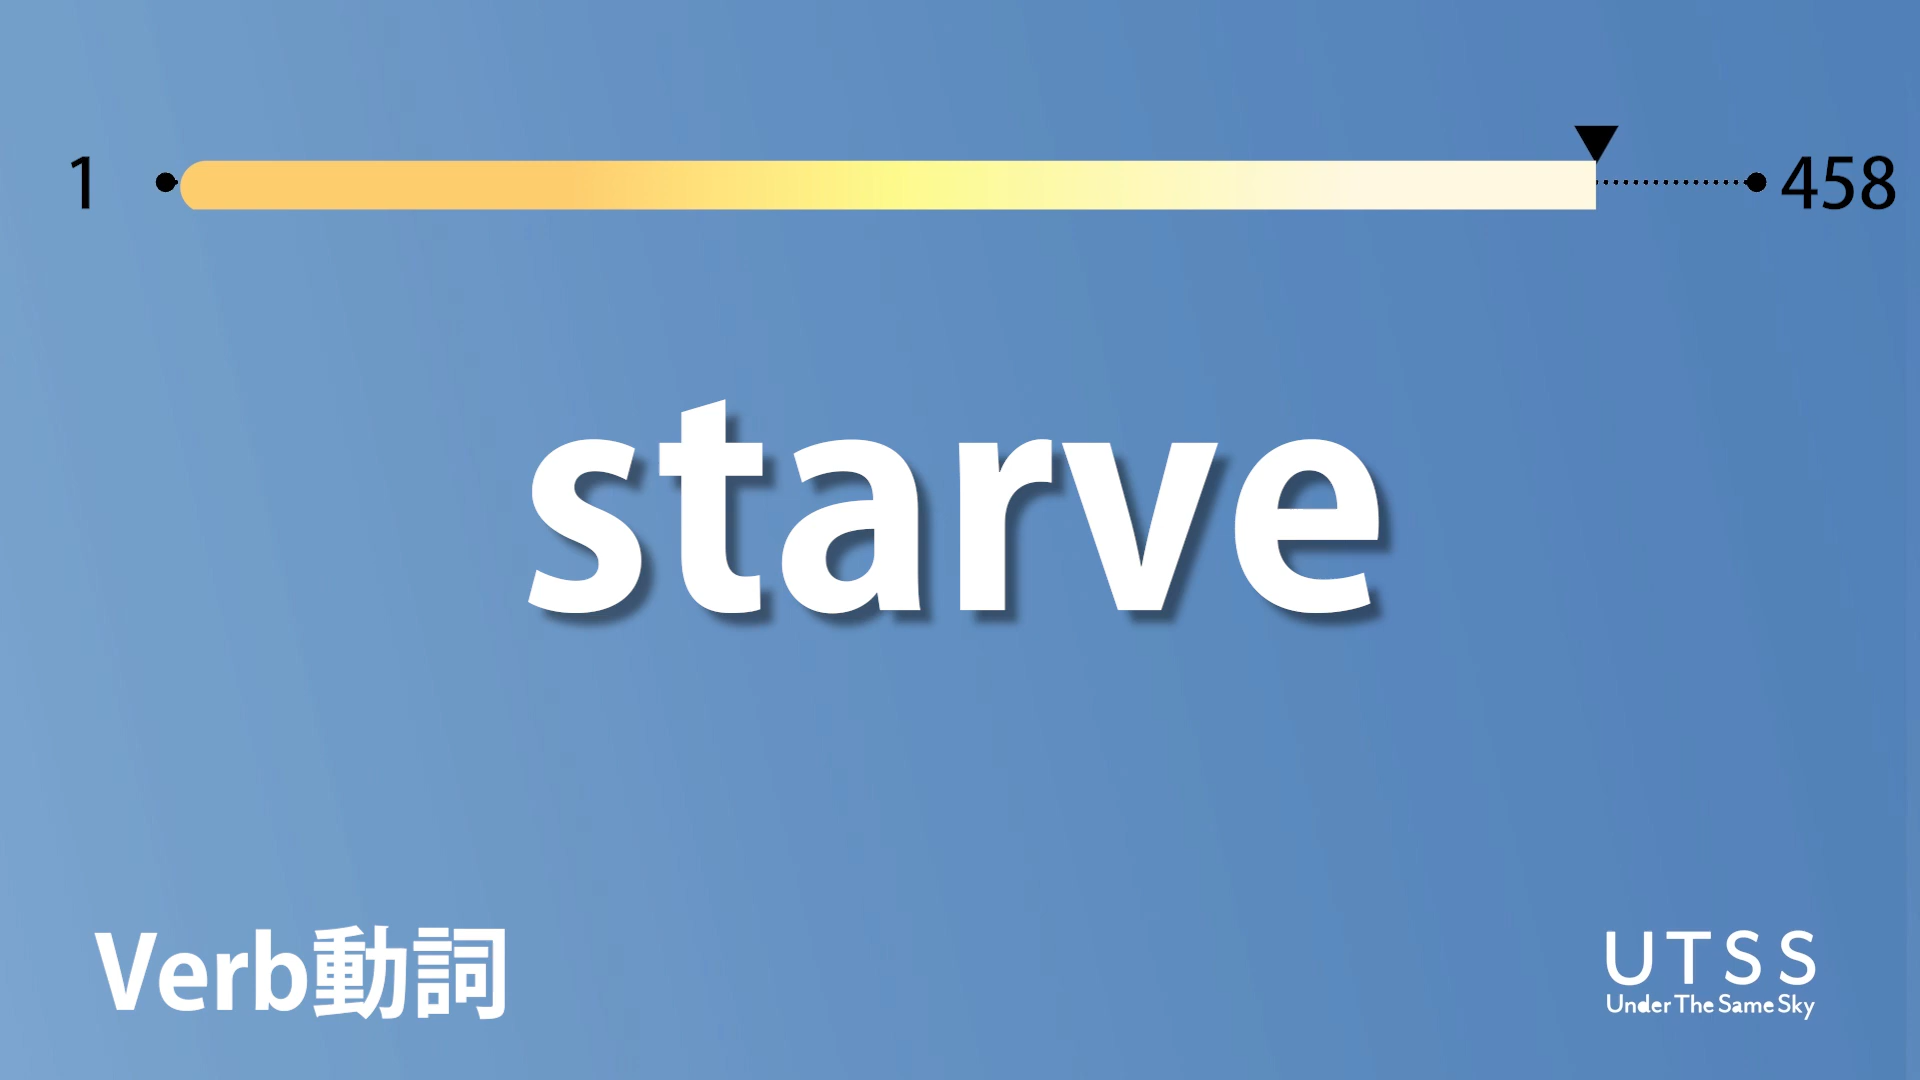 1
458
starve
Verb動詞
UTSS
Under The Same Sky